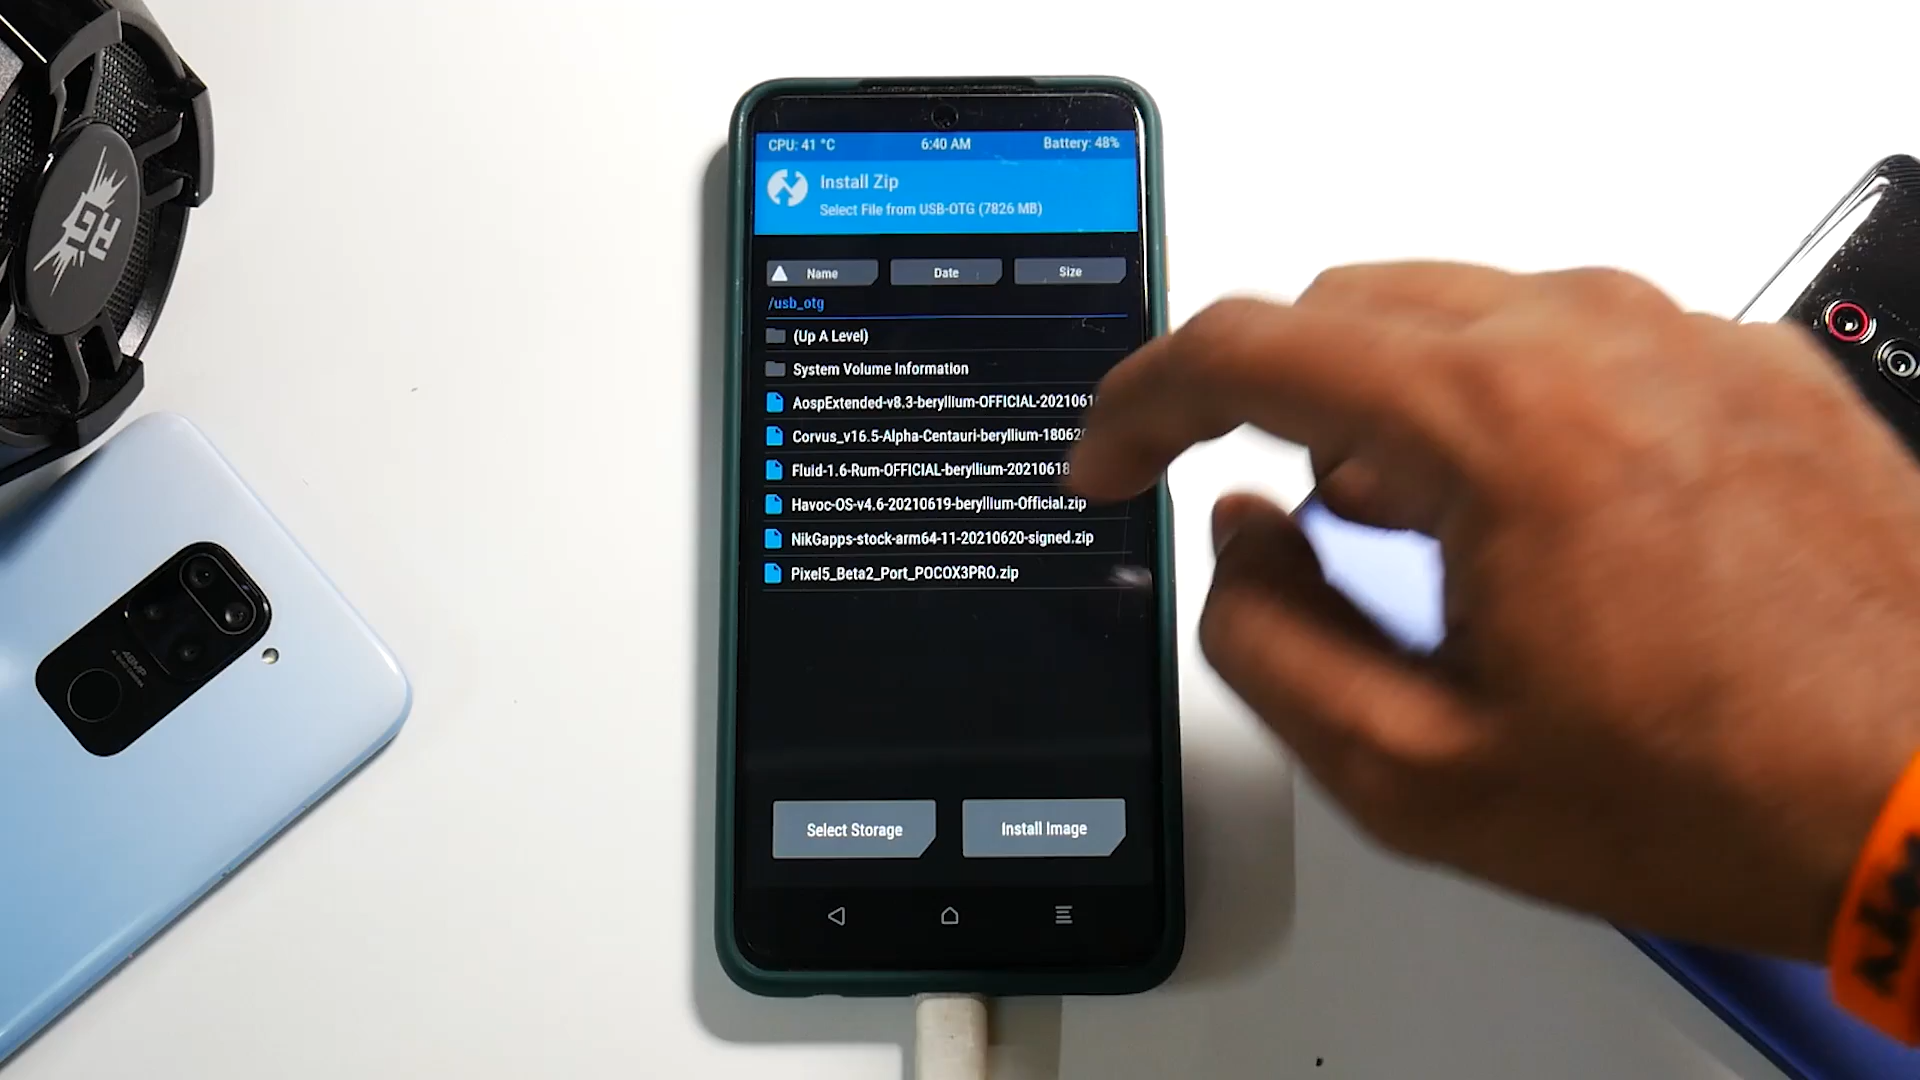 CPU: 41 °C 6:40 AM Battery: 48%
Install Zip
Select File from USB-OTG (7826 MB)
Name Date Size
/usb_otg
(Up A Level)
System Volume Information
AospExtended-v8.3-beryllium-OFFICIAL-2021061
Corvus_v16.5-Alpha-Centauri-beryllium-18062
Fluid-1.6-Rum-OFFICIAL-beryllium-20210618
Havoc-OS-v4.6-20210619-beryllium-Official.zip
NikGapps-stock-arm64-11-20210620-signed.zip
Pixel5_Beta2_Port_POCOX3PRO.zip
Select Storage Install Image
48MP